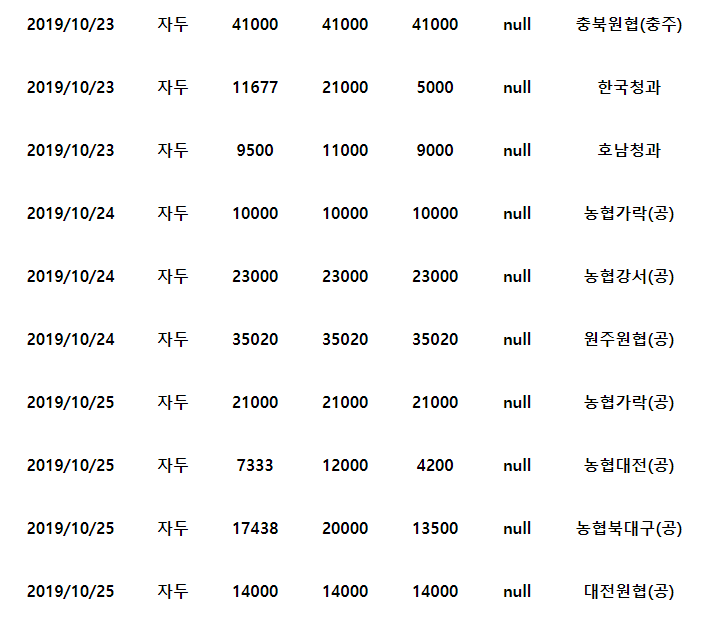 2019/10/23 자두 41000 41000 41000 null 충북원협(충주)
2019/10/23 자두 11677 21000 5000 null 한국청과
2019/10/23 자두 9500 11000 9000 null 호남청과
2019/10/24 자두 10000 10000 10000 null 농협가락(공)
2019/10/24 자두 23000 23000 23000 null 농협강서(공)
2019/10/24 자두 35020 35020 35020 null 원주원협(공)
2019/10/25 자두 21000 21000 21000 null 농협가락(공)
2019/10/25 자두 7333 12000 4200 null 농협대전(공)
2019/10/25 자두 17438 20000 13500 null 농협북대구(공)
2019/10/25 자두 14000 14000 14000 null 대전원협(공)